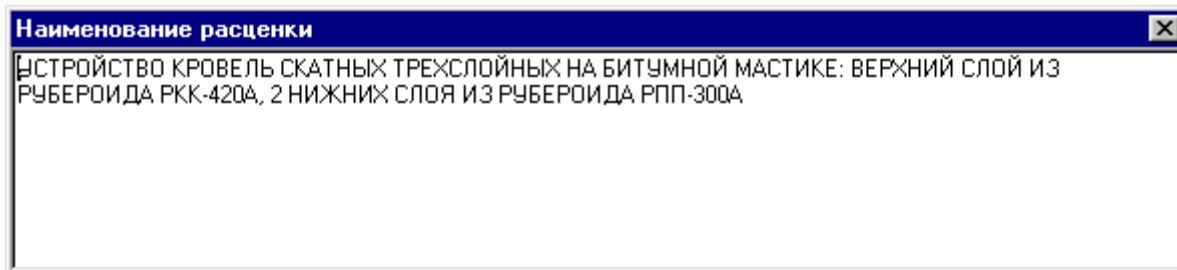 Наименование расценки
УСТРОЙСТВО КРОВЕЛЬ СКАТНЫХ ТРЕХСЛОЙНЫХ НА БИТУМНОЙ МАСТИКЕ: ВЕРХНИЙ СЛОЙ ИЗ
РУБЕРОИДА РКК-420А, 2 НИЖНИХ СЛОЯ ИЗ РУБЕРОИДА РПП-300А